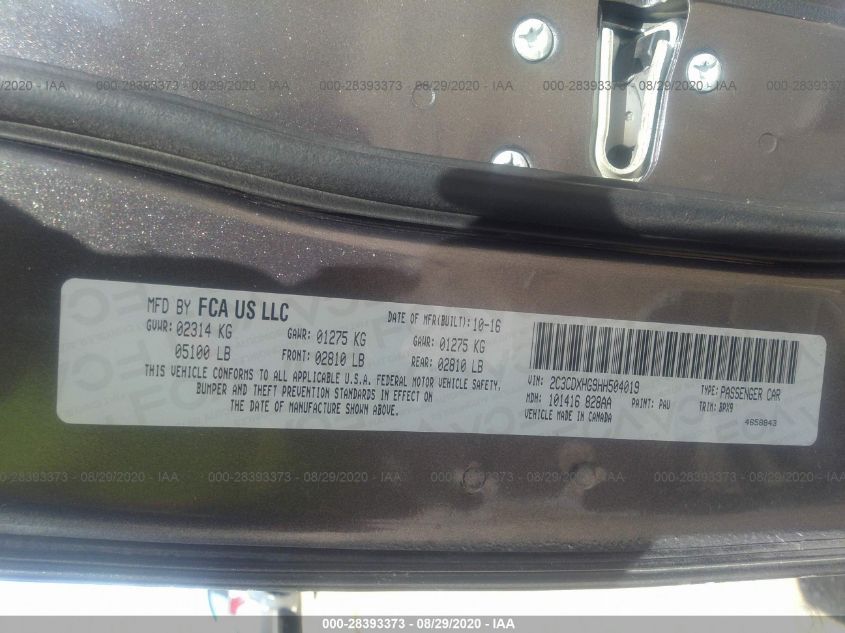 000-28393373 - 08/29/2020 - IAA
MFD BY FCA US LLC
DATE OF MFR(BUILT): 10-16
GVWR: 02314 KG
GAWR: 01275 KG
GAWR: 01275 KG
05100 LB
FRONT: 02810 LB
REAR: 02810 LB
THIS VEHICLE CONFORMS TO ALL APPLICABLE U.S.A. FEDERAL MOTOR VEHICLE SAFETY,
BUMPER AND THEFT PREVENTION STANDARDS IN EFFECT ON
THE DATE OF MANUFACTURE SHOWN ABOVE.
VIN: 2C3CDXHG9HH504019
TYPE: PASSENGER CAR
MDH: 101416 828AA
PAINT: PAU
TRIM: BPX9
VEHICLE MADE IN CANADA
4658843
000-28393373 - 08/29/2020 - IAA
000-28393373 - 08/29/2020 - IAA